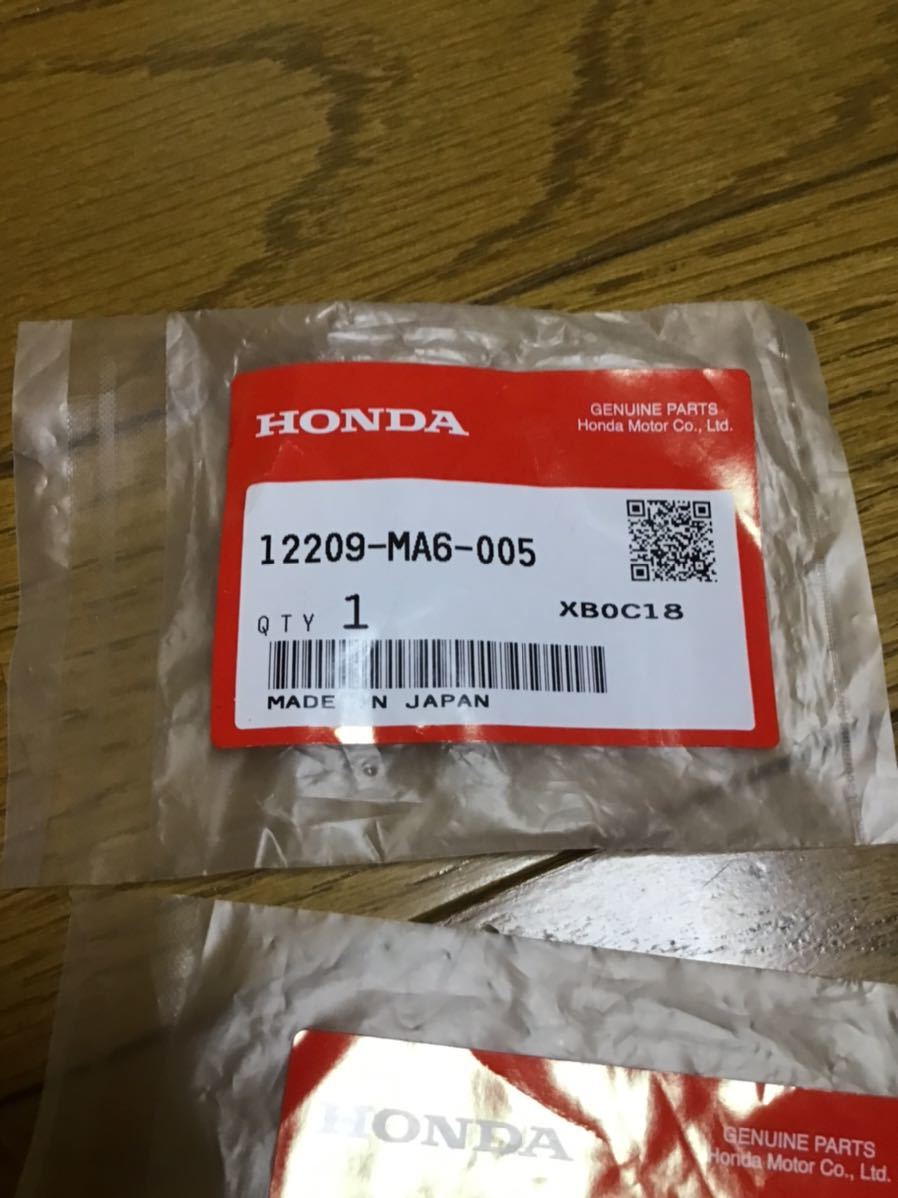 HONDA
GENUINE PARTS
Honda Motor Co., Ltd.
12209-MA6-005
QTY 1
XB0C18
MADE IN JAPAN
HONDA
GENUINE PARTS
Honda Motor Co., Ltd.